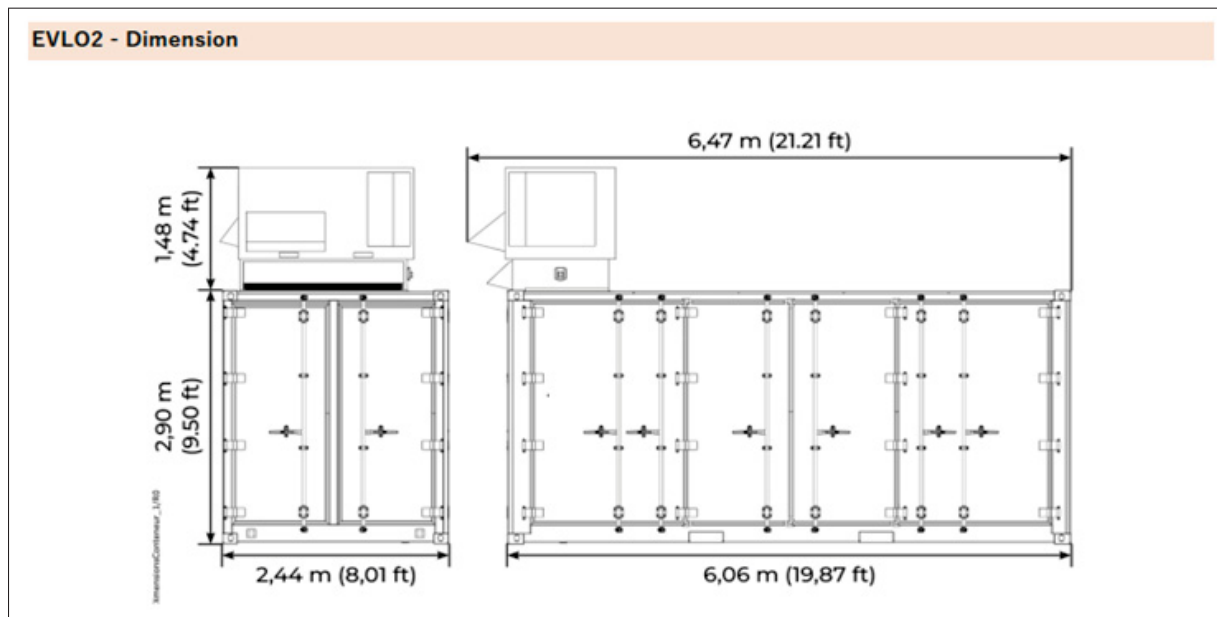 EVLO2 - Dimension
6,47 m (21.21 ft)
1,48 m
(4.74 ft)
2,90 m
(9.50 ft)
2,44 m (8,01 ft)
6,06 m (19,87 ft)